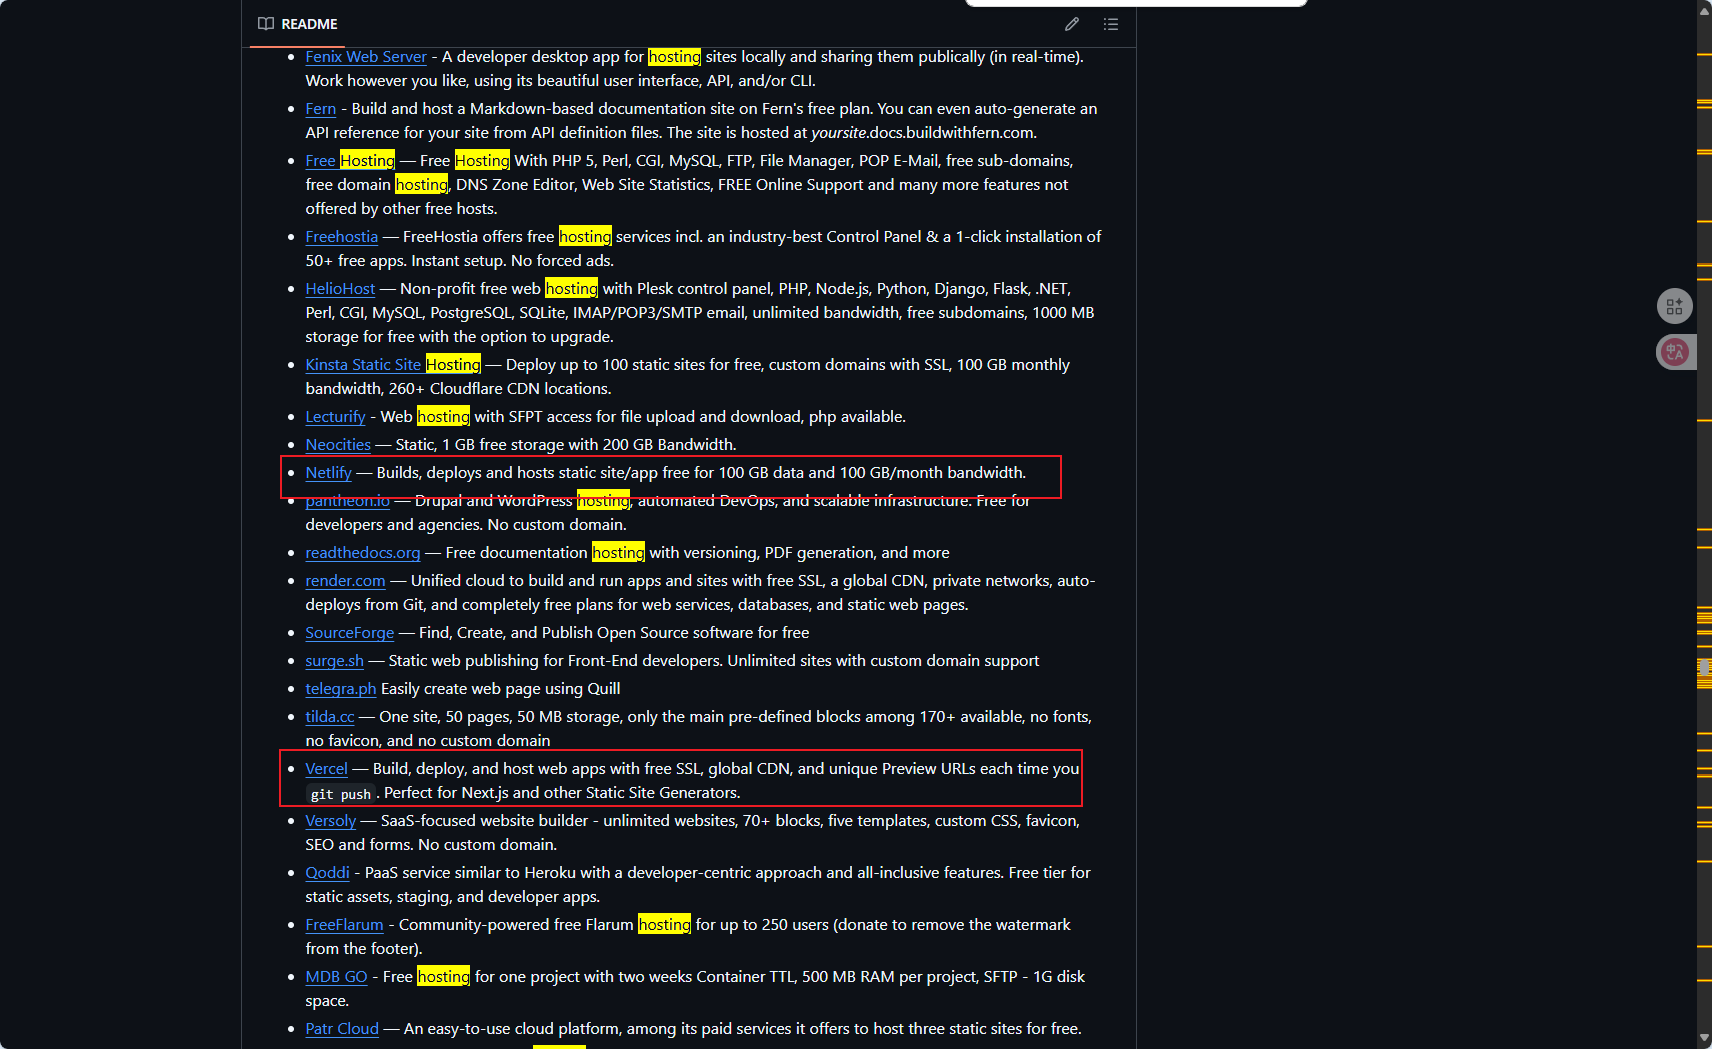 README
Fenix Web Server - A developer desktop app for hosting sites locally and sharing them publically (in real-time).
Work however you like, using its beautiful user interface, API, and/or CLI.
Fern - Build and host a Markdown-based documentation site on Fern's free plan. You can even auto-generate an
API reference for your site from API definition files. The site is hosted at yoursite.docs.buildwithfern.com.
Free Hosting — Free Hosting With PHP 5, Perl, CGI, MySQL, FTP, File Manager, POP E-Mail, free sub-domains,
free domain hosting, DNS Zone Editor, Web Site Statistics, FREE Online Support and many more features not
offered by other free hosts.
Freehostia — FreeHostia offers free hosting services incl. an industry-best Control Panel & a 1-click installation of
50+ free apps. Instant setup. No forced ads.
HelioHost — Non-profit free web hosting with Plesk control panel, PHP, Node.js, Python, Django, Flask, .NET,
Perl, CGI, MySQL, PostgreSQL, SQLite, IMAP/POP3/SMTP email, unlimited bandwidth, free subdomains, 1000 MB
storage for free with the option to upgrade.
Kinsta Static Site Hosting — Deploy up to 100 static sites for free, custom domains with SSL, 100 GB monthly
bandwidth, 260+ Cloudflare CDN locations.
Lecturify - Web hosting with SFPT access for file upload and download, php available.
Neocities — Static, 1 GB free storage with 200 GB Bandwidth.
Netlify — Builds, deploys and hosts static site/app free for 100 GB data and 100 GB/month bandwidth.
pantheon.io — Drupal and WordPress hosting, automated DevOps, and scalable infrastructure. Free for
developers and agencies. No custom domain.
readthedocs.org — Free documentation hosting with versioning, PDF generation, and more
render.com — Unified cloud to build and run apps and sites with free SSL, a global CDN, private networks, auto-
deploys from Git, and completely free plans for web services, databases, and static web pages.
SourceForge — Find, Create, and Publish Open Source software for free
surge.sh — Static web publishing for Front-End developers. Unlimited sites with custom domain support
telegra.ph Easily create web page using Quill
tilda.cc — One site, 50 pages, 50 MB storage, only the main pre-defined blocks among 170+ available, no fonts,
no favicon, and no custom domain
Vercel — Build, deploy, and host web apps with free SSL, global CDN, and unique Preview URLs each time you
git push. Perfect for Next.js and other Static Site Generators.
Versoly — SaaS-focused website builder - unlimited websites, 70+ blocks, five templates, custom CSS, favicon,
SEO and forms. No custom domain.
Qoddi - PaaS service similar to Heroku with a developer-centric approach and all-inclusive features. Free tier for
static assets, staging, and developer apps.
FreeFlarum - Community-powered free Flarum hosting for up to 250 users (donate to remove the watermark
from the footer).
MDB GO - Free hosting for one project with two weeks Container TTL, 500 MB RAM per project, SFTP - 1G disk
space.
Patr Cloud — An easy-to-use cloud platform, among its paid services it offers to host three static sites for free.